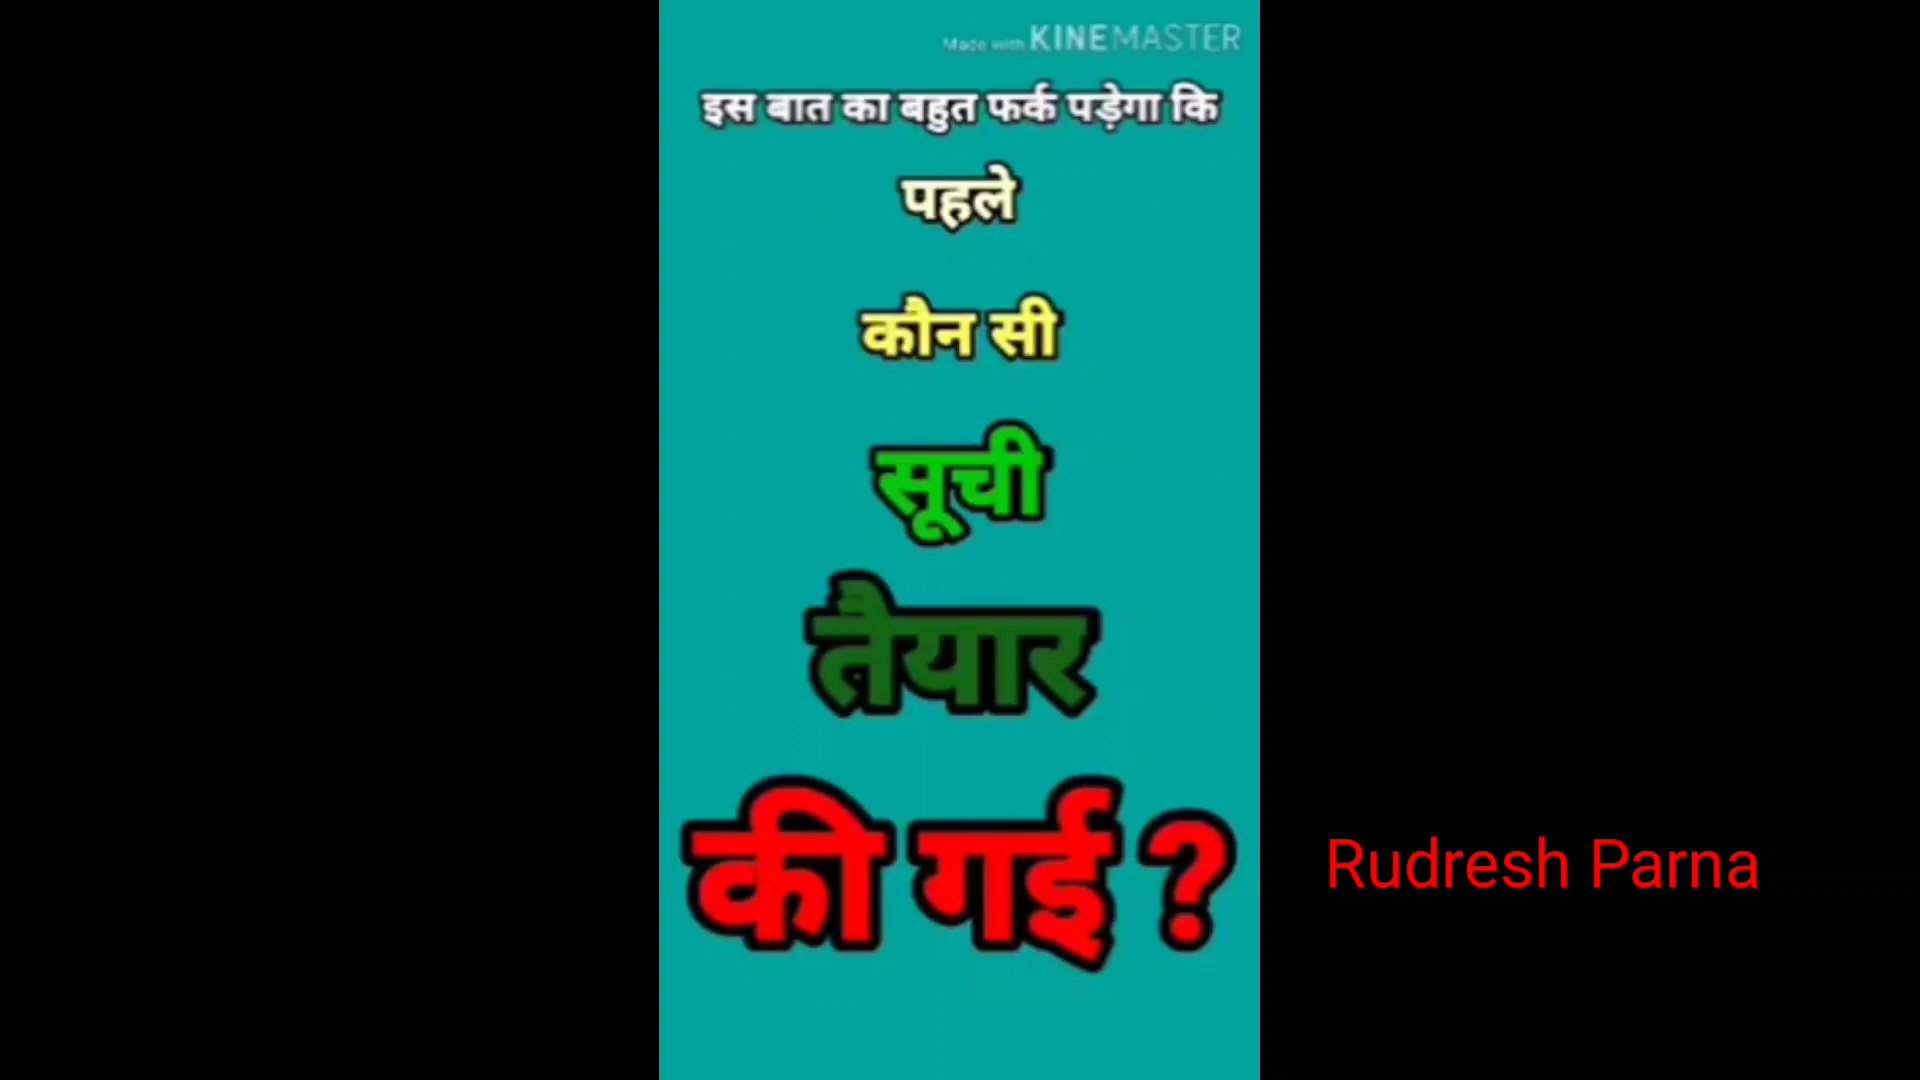 Made with KINEMASTER
इस बात का बहुत फर्क पड़ेगा कि
पहले
कौन सी
सूची
तैयार
की गई ?
Rudresh Parna